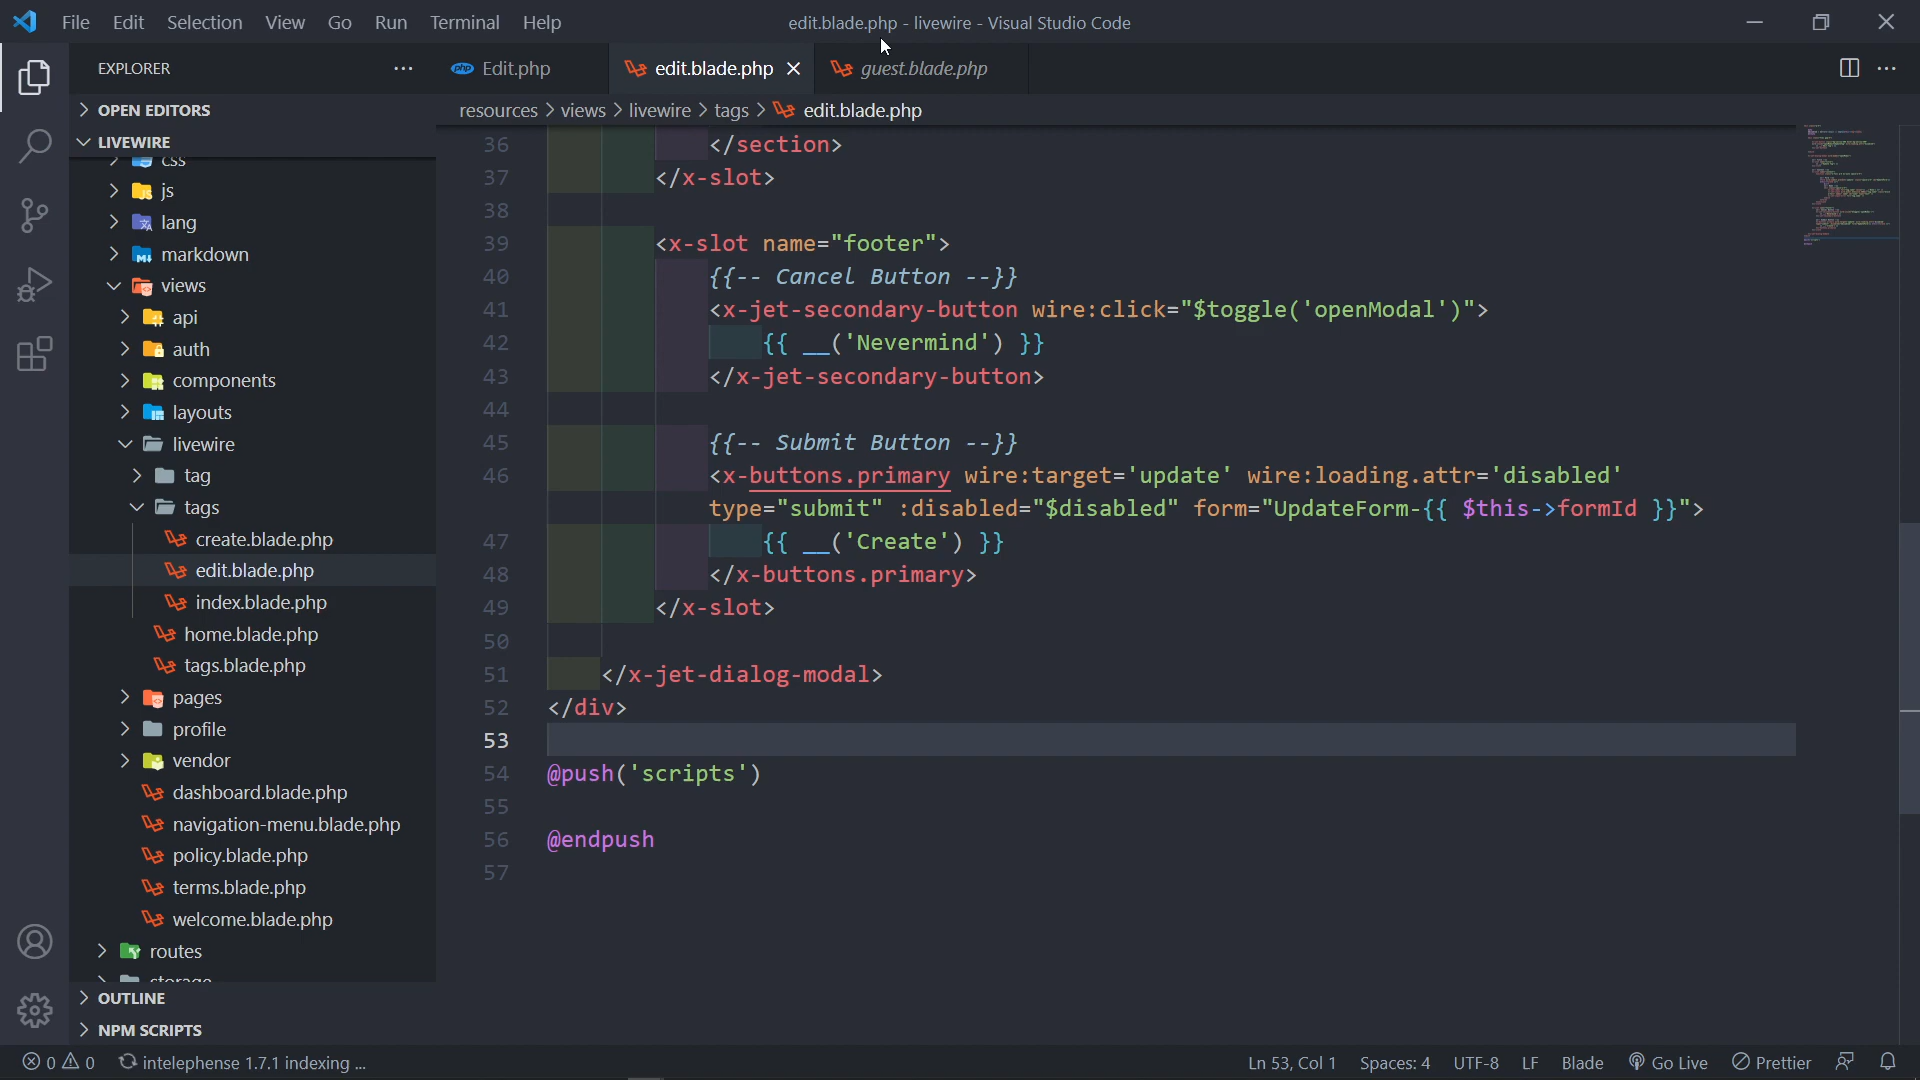 File Edit Selection View Go Run Terminal Help
edit.blade.php - livewire - Visual Studio Code
EXPLORER
Edit.php
edit.blade.php
guest.blade.php
resources > views > livewire > tags > edit.blade.php
OPEN EDITORS
LIVEWIRE
css
js
lang
markdown
views
api
auth
components
layouts
livewire
tag
tags
create.blade.php
edit.blade.php
index.blade.php
home.blade.php
tags.blade.php
pages
profile
vendor
dashboard.blade.php
navigation-menu.blade.php
policy.blade.php
terms.blade.php
welcome.blade.php
routes
storage
OUTLINE
NPM SCRIPTS
36 </section>
37 </x-slot>
38
39 <x-slot name="footer">
40 {{-- Cancel Button --}}
41 <x-jet-secondary-button wire:click="$toggle('openModal')">
42 {{ __('Nevermind') }}
43 </x-jet-secondary-button>
44
45 {{-- Submit Button --}}
46 <x-buttons.primary wire:target='update' wire:loading.attr='disabled'
type="submit" :disabled="$disabled" form="UpdateForm-{{ $this->formId }}">
47 {{ __('Create') }}
48 </x-buttons.primary>
49 </x-slot>
50
51 </x-jet-dialog-modal>
52 </div>
53
54 @push('scripts')
55
56 @endpush
57
0 0 intelephense 1.7.1 indexing ...
Ln 53, Col 1 Spaces: 4 UTF-8 LF Blade Go Live Prettier